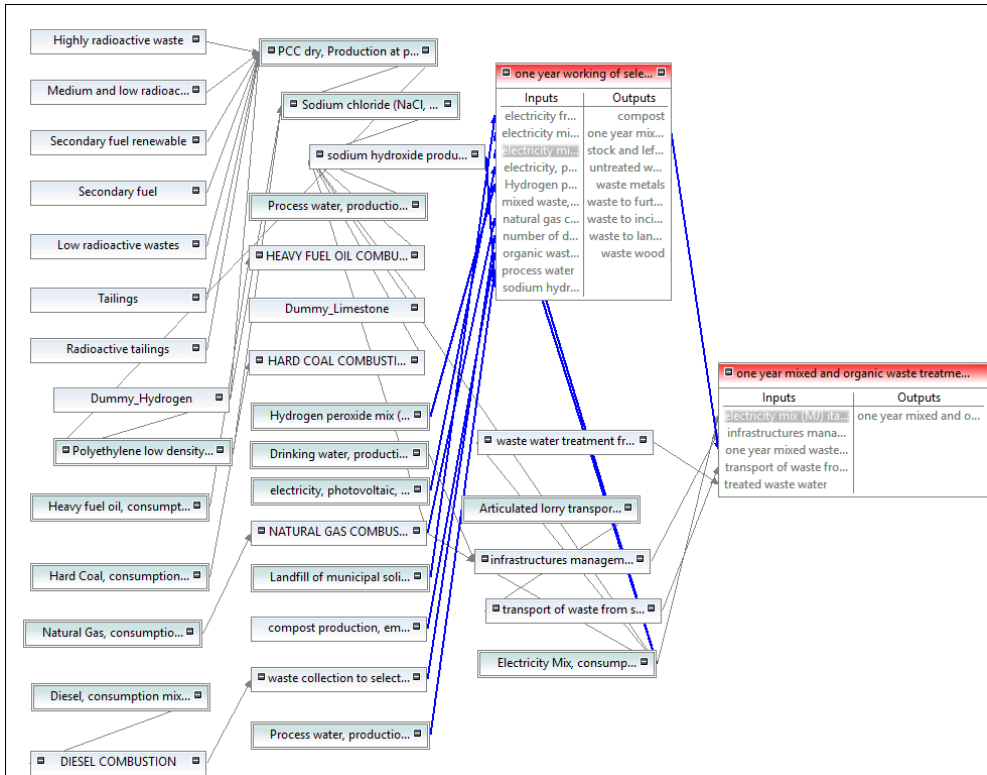 Highly radioactive waste
Medium and low radioac...
Secondary fuel renewable
Secondary fuel
Low radioactive wastes
Tailings
Radioactive tailings
Dummy_Hydrogen
Polyethylene low density...
Heavy fuel oil, consumpt...
Hard Coal, consumption...
Natural Gas, consumptio...
Diesel, consumption mix...
DIESEL COMBUSTION
PCC dry, Production at p...
Sodium chloride (NaCl, ...
sodium hydroxide produ...
Process water, productio...
HEAVY FUEL OIL COMBU...
Dummy_Limestone
HARD COAL COMBUSTI...
Hydrogen peroxide mix (...
Drinking water, producti...
electricity, photovoltaic, ...
NATURAL GAS COMBUS...
Landfill of municipal soli...
compost production, em...
waste collection to select...
Process water, productio...
one year working of sele...
Inputs Outputs
electricity fr... compost
electricity mi... one year mix...
electricity mi... stock and lef...
electricity, p... untreated w...
Hydrogen p... waste metals
mixed waste,... waste to furt...
natural gas c... waste to inci...
number of d... waste to lan...
organic wast... waste wood
process water
sodium hydr...
waste water treatment fr...
Articulated lorry transpor...
infrastructures managem...
transport of waste from s...
Electricity Mix, consump...
one year mixed and organic waste treatme...
Inputs Outputs
electricity mix (MJ) ita... one year mixed and o...
infrastructures mana...
one year mixed waste...
transport of waste fro...
treated waste water